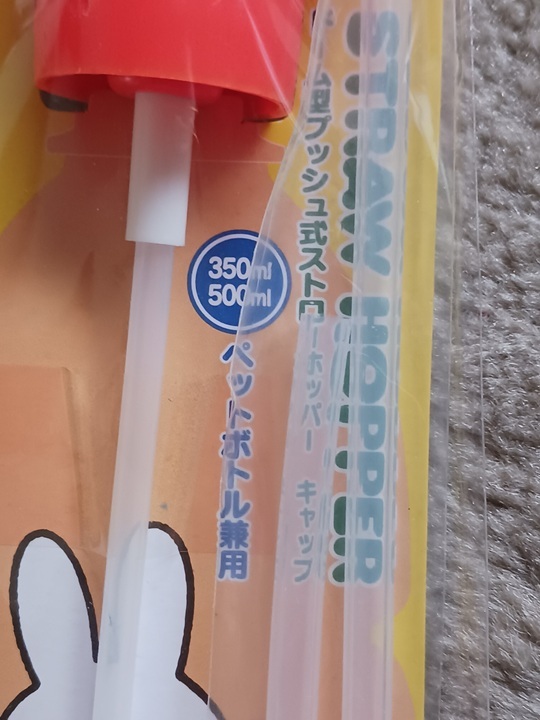 STRAW HOPPER
ム型プッシュ式ストローホッパー キャップ
350ml
500ml
ペットボトル兼用